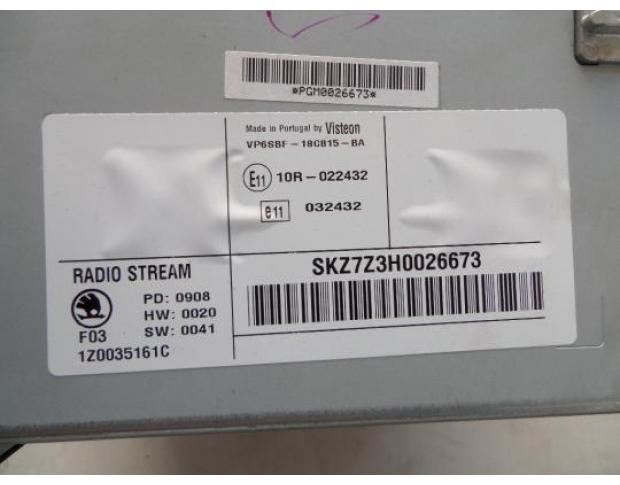 *PGM0026673*
Made in Portugal by Visteon
VP6SBF-18C815-BA
E11 10R-022432
e11 032432
RADIO STREAM
PD: 0908
HW: 0020
SW: 0041
F03
1Z0035161C
SKZ7Z3H0026673